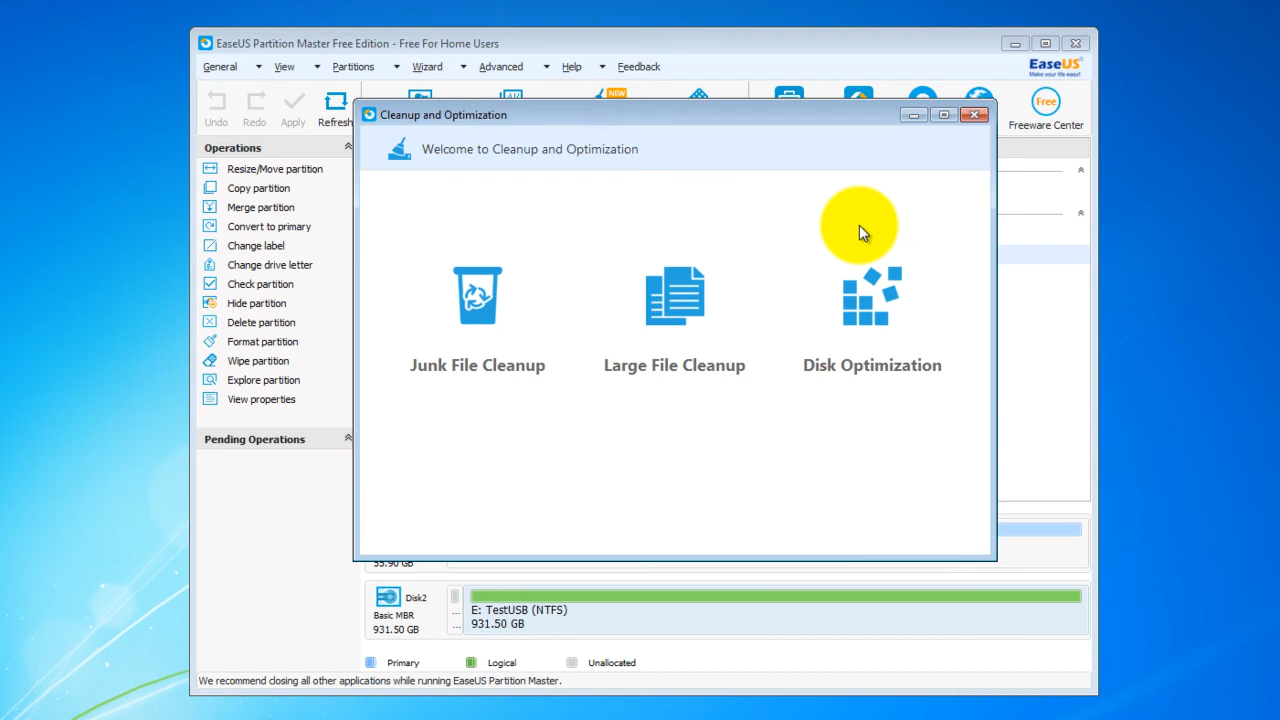 EaseUS Partition Master Free Edition - Free For Home Users
General View Partitions Wizard Advanced Help Feedback
EaseUS
Make your life easy!
NEW
Free
Undo Redo Apply Refresh Freeware Center
Cleanup and Optimization
Welcome to Cleanup and Optimization
Junk File Cleanup Large File Cleanup Disk Optimization
Operations
Resize/Move partition
Copy partition
Merge partition
Convert to primary
Change label
Change drive letter
Check partition
Hide partition
Delete partition
Format partition
Wipe partition
Explore partition
View properties
Pending Operations
55.90 GB
Disk2
Basic MBR
931.50 GB
... 
...
E: TestUSB (NTFS)
931.50 GB
Primary Logical Unallocated
We recommend closing all other applications while running EaseUS Partition Master.